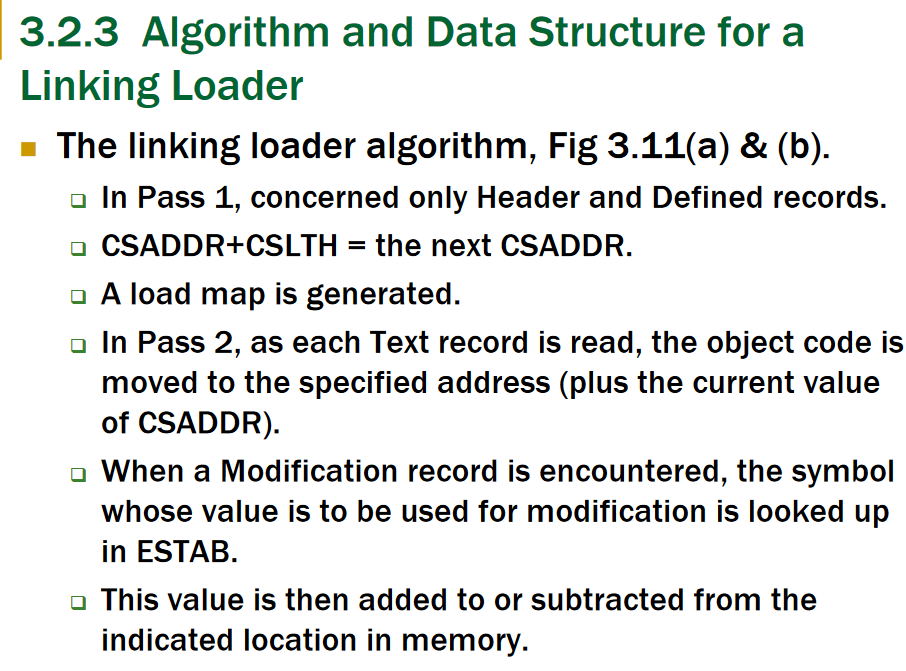 3.2.3 Algorithm and Data Structure for a
Linking Loader
The linking loader algorithm, Fig 3.11(a) & (b).
In Pass 1, concerned only Header and Defined records.
CSADDR+CSLTH = the next CSADDR.
A load map is generated.
In Pass 2, as each Text record is read, the object code is
moved to the specified address (plus the current value
of CSADDR).
When a Modification record is encountered, the symbol
whose value is to be used for modification is looked up
in ESTAB.
This value is then added to or subtracted from the
indicated location in memory.